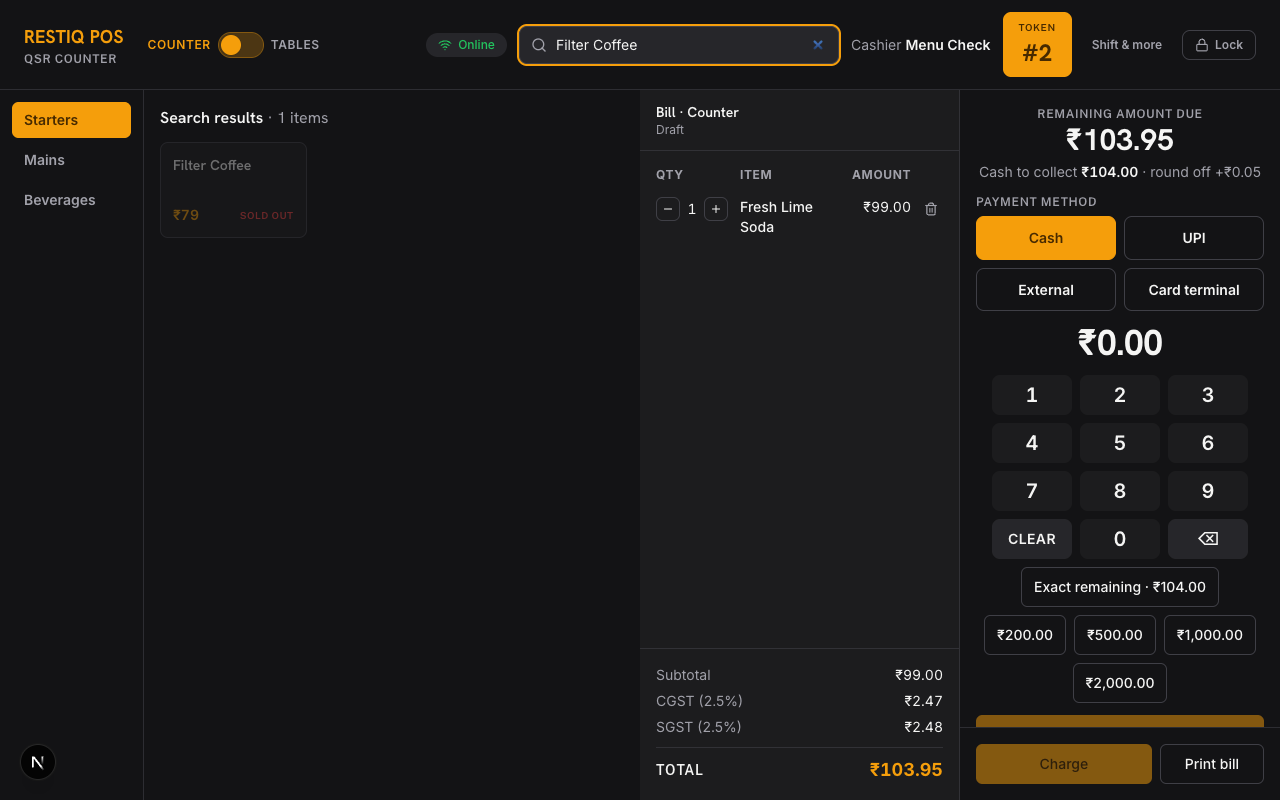 RESTIQ POS
QSR COUNTER
COUNTER
TABLES
Online
Filter Coffee
Cashier Menu Check
TOKEN
#2
Shift & more
Lock
Starters
Mains
Beverages
Search results · 1 items
Filter Coffee
₹79
SOLD OUT
Bill · Counter
Draft
QTY ITEM AMOUNT
1 Fresh Lime Soda ₹99.00
Subtotal ₹99.00
CGST (2.5%) ₹2.47
SGST (2.5%) ₹2.48
TOTAL ₹103.95
REMAINING AMOUNT DUE
₹103.95
Cash to collect ₹104.00 · round off +₹0.05
PAYMENT METHOD
Cash
UPI
External
Card terminal
₹0.00
1 2 3
4 5 6
7 8 9
CLEAR 0
Exact remaining · ₹104.00
₹200.00 ₹500.00 ₹1,000.00
₹2,000.00
Charge
Print bill
N